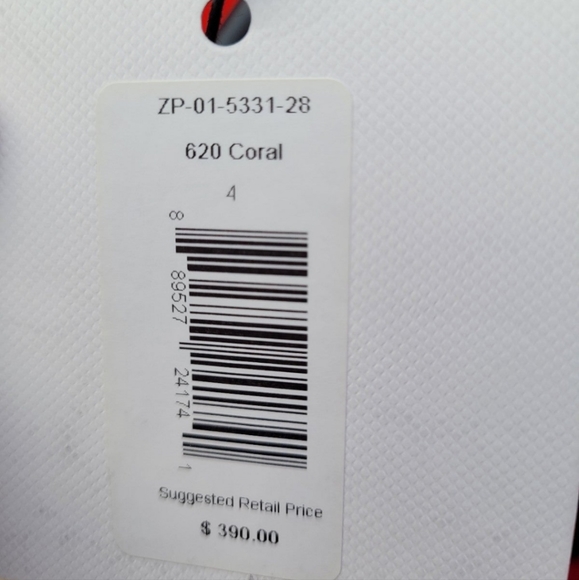 ZP-01-5331-28
620 Coral
4
8 89527 24174 1
Suggested Retail Price
$ 390.00